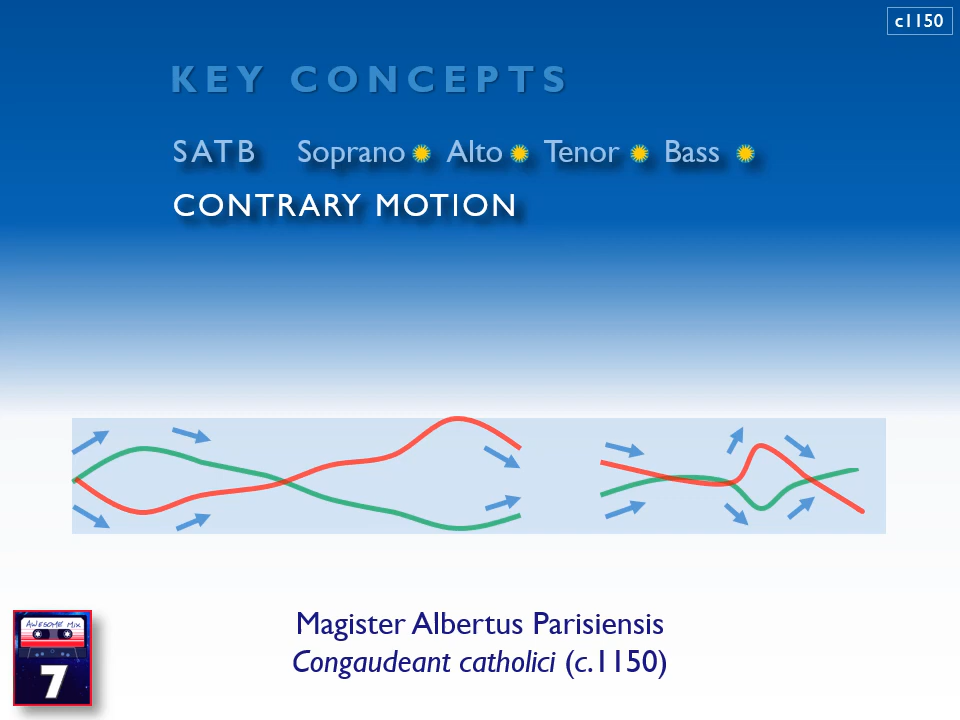 c1150
KEY CONCEPTS
SATB Soprano Alto Tenor Bass
CONTRARY MOTION
AWESOME MIX
7
Magister Albertus Parisiensis
Congaudeant catholici (c.1150)